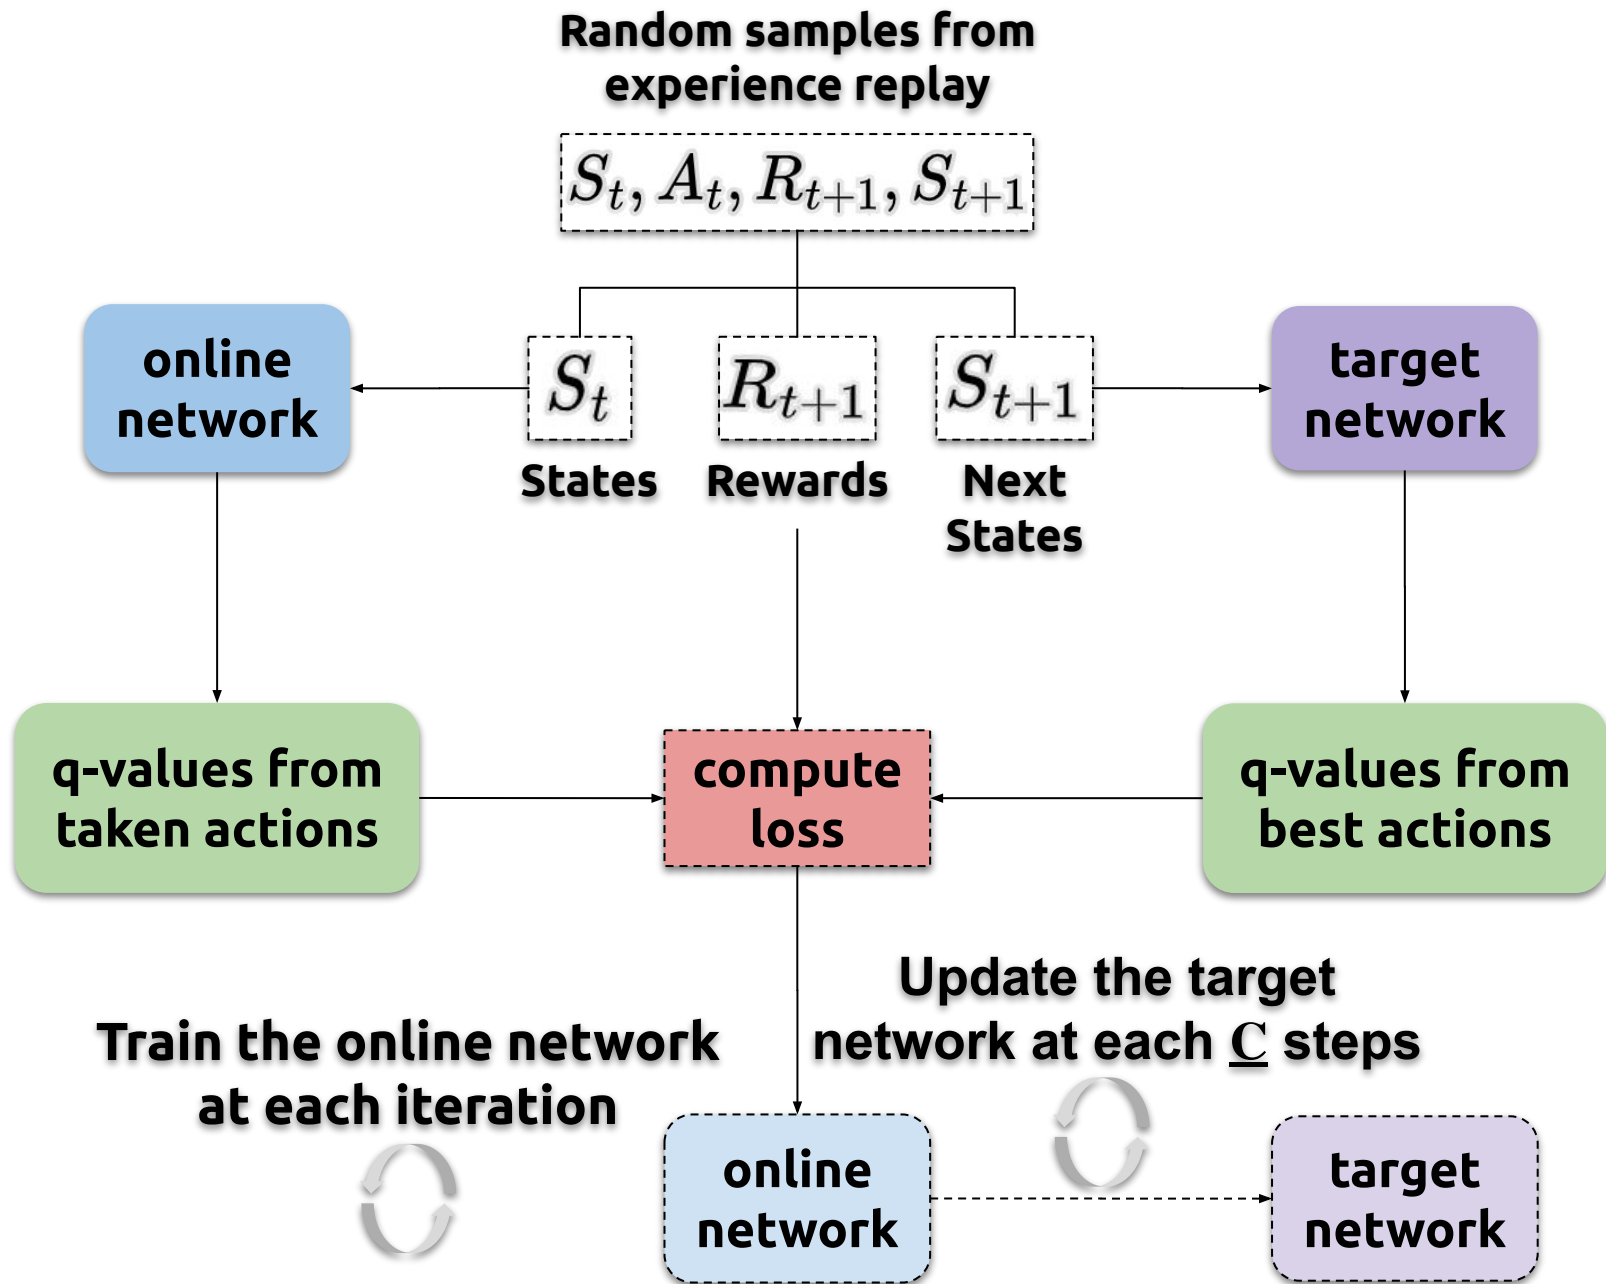 Random samples from
experience replay
S_t, A_t, R_{t+1}, S_{t+1}
online
network
S_t
R_{t+1}
S_{t+1}
target
network
States
Rewards
Next
States
q-values from
taken actions
compute
loss
q-values from
best actions
Train the online network
at each iteration
Update the target
network at each C steps
online
network
target
network